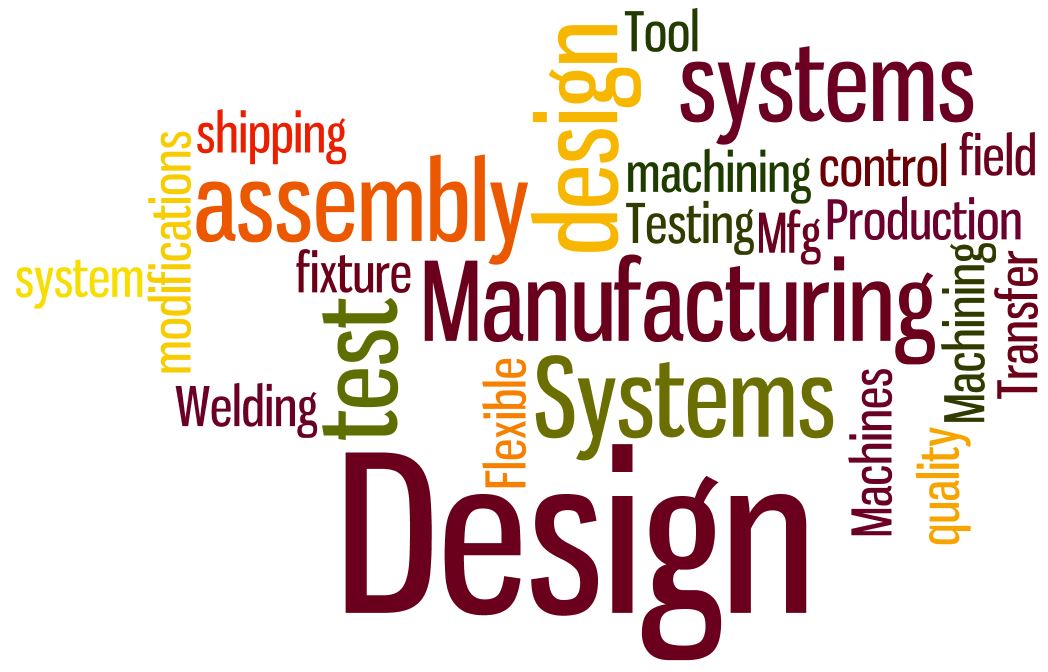 Tool
design
systems
shipping
modifications
assembly
machining
control
field
Testing
Mfg
Production
system
fixture
Manufacturing
Machining
Transfer
test
Welding
Flexible
Systems
Machines
quality
Design